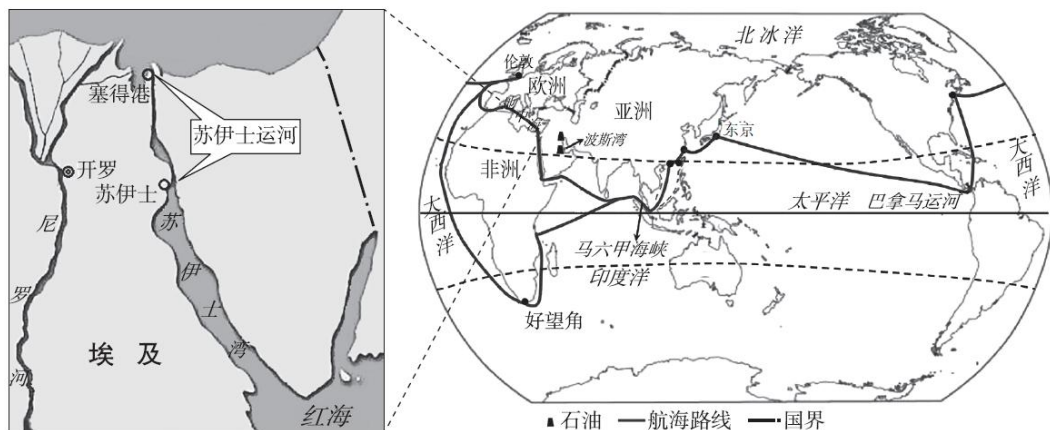 塞得港
苏伊士运河
开罗
苏伊士
尼罗河
苏伊士湾
埃及
红海
北冰洋
伦敦
欧洲
亚洲
东京
波斯湾
非洲
大西洋
大西洋
太平洋
巴拿马运河
马六甲海峡
印度洋
好望角
石油 航海路线 国界